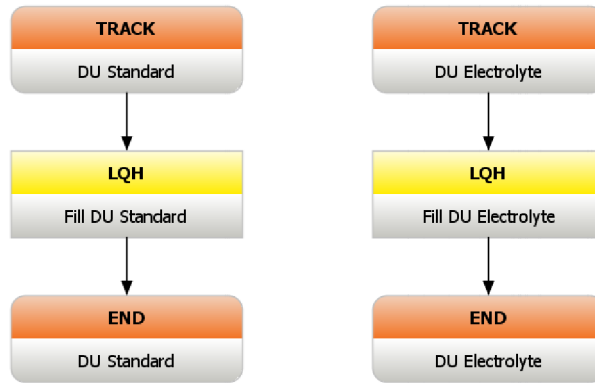 TRACK
DU Standard
LQH
Fill DU Standard
END
DU Standard
TRACK
DU Electrolyte
LQH
Fill DU Electrolyte
END
DU Electrolyte